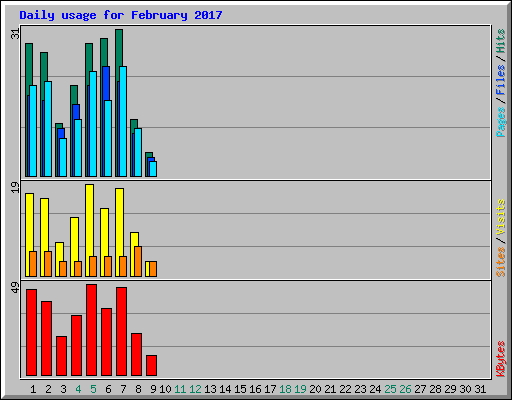 Daily usage for February 2017
31
Pages / Files / Hits
19
Sites / Visits
49
KBytes
1 2 3 4 5 6 7 8 9 10 11 12 13 14 15 16 17 18 19 20 21 22 23 24 25 26 27 28 29 30 31